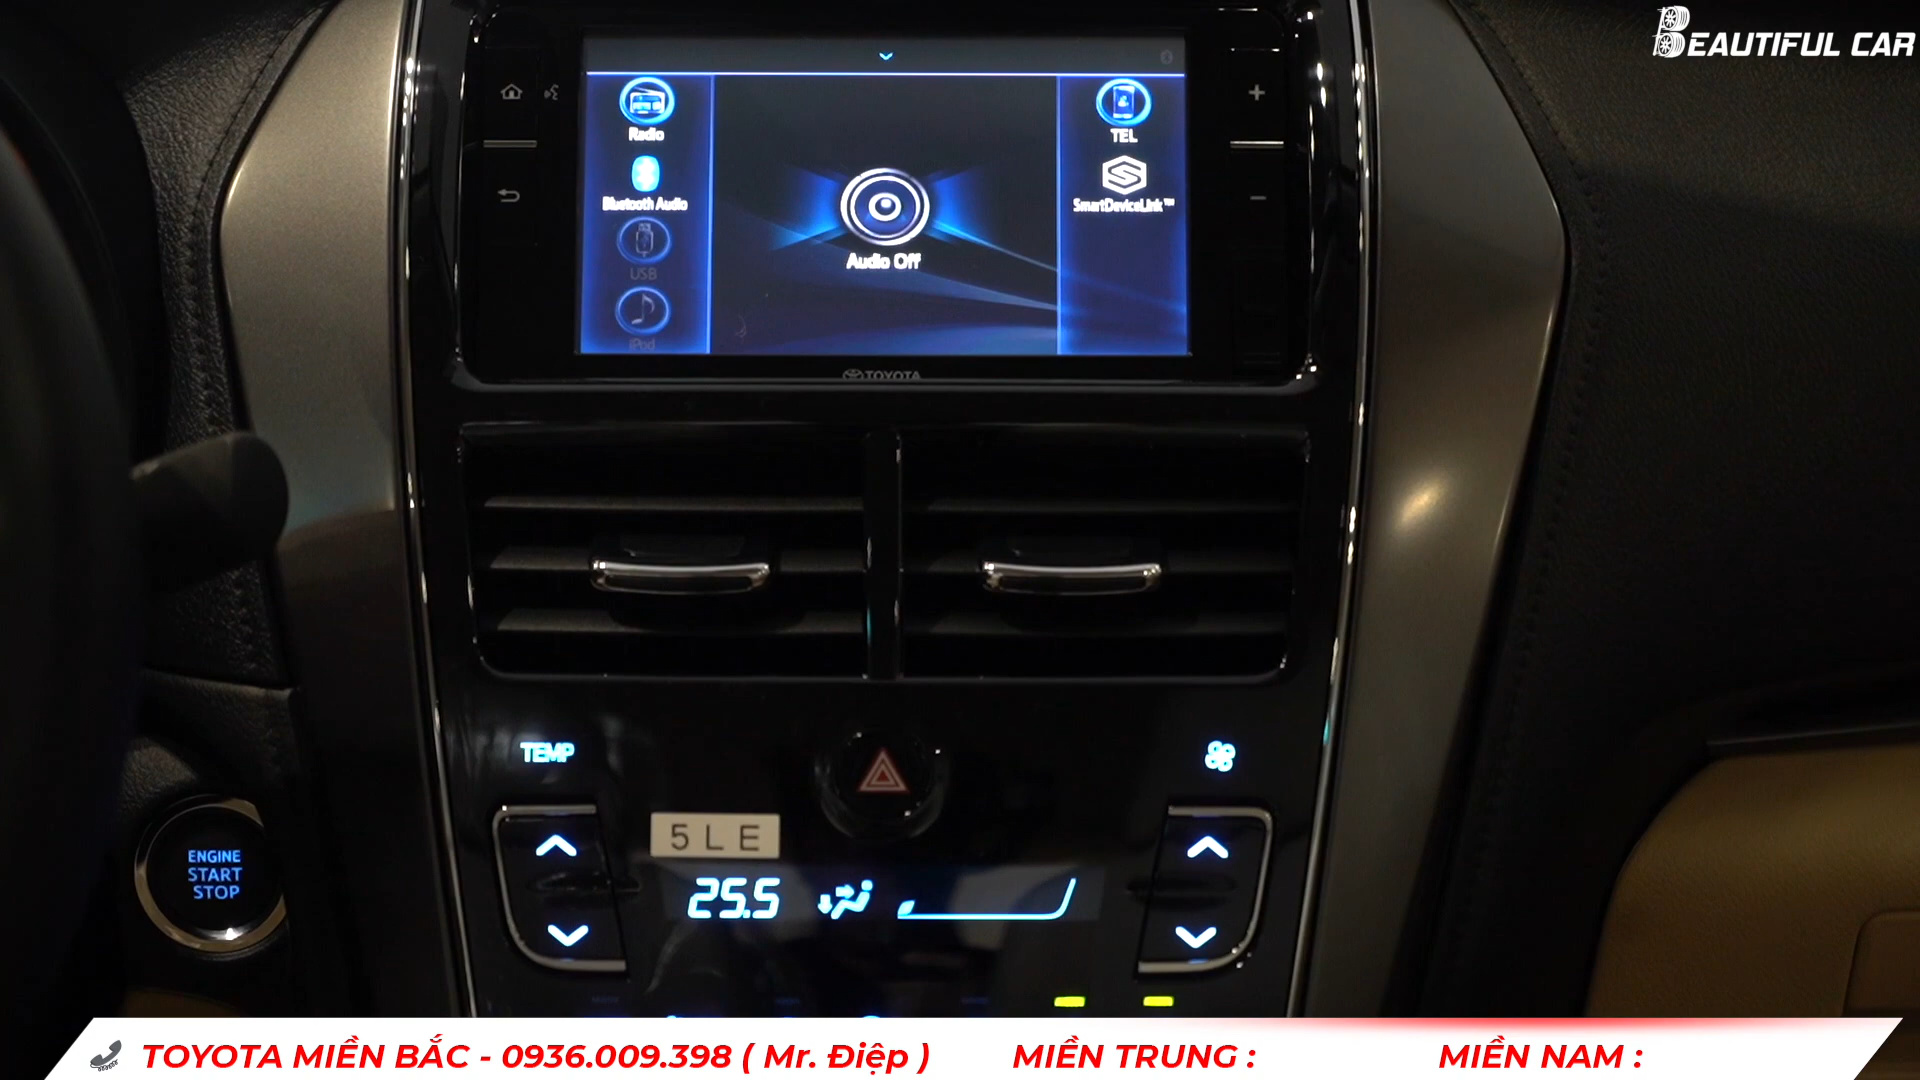 BEAUTIFUL CAR
Radio
TEL
Bluetooth Audio
SmartDeviceLink™
Audio Off
USB
iPod
TOYOTA
TEMP
5LE
ENGINE
START
STOP
25.5
TOYOTA MIỀN BẮC - 0936.009.398 ( Mr. Điệp )
MIỀN TRUNG :
MIỀN NAM :